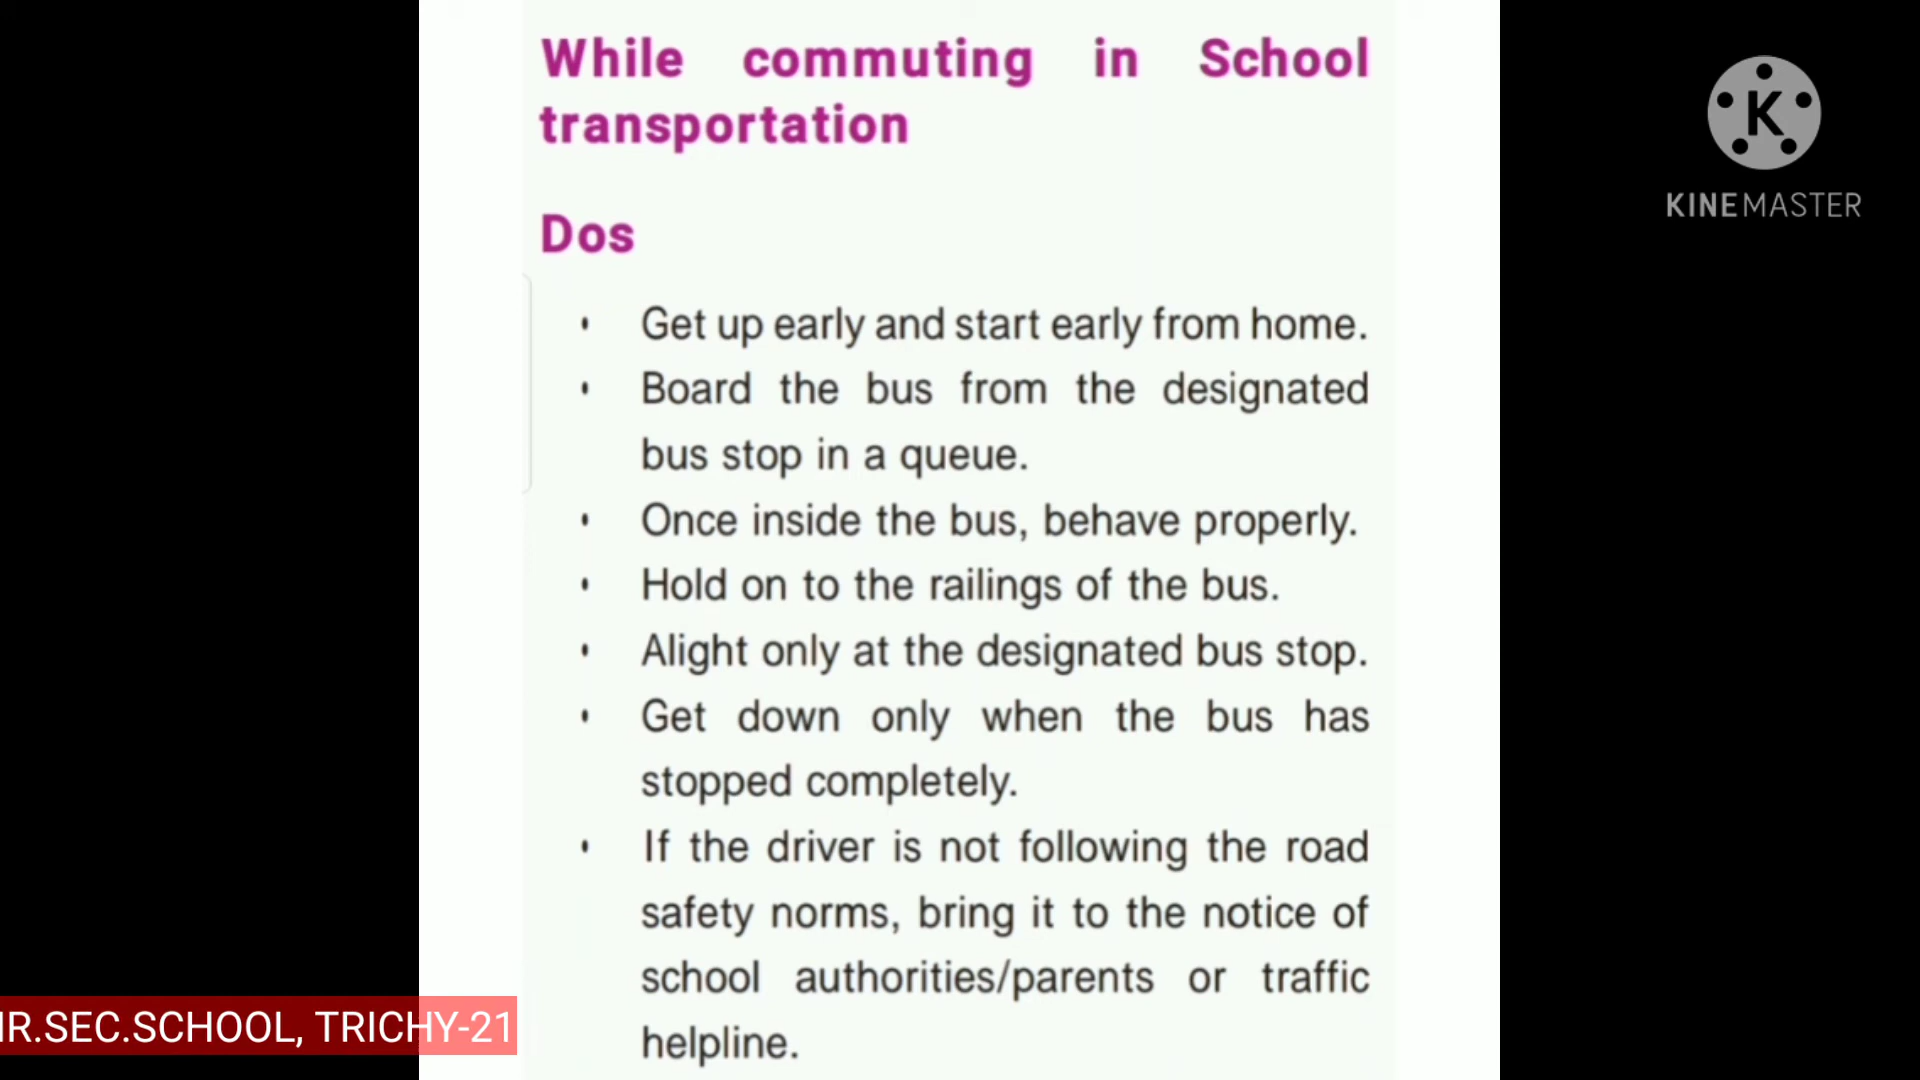 While commuting in School
transportation
Dos
• Get up early and start early from home.
• Board the bus from the designated
bus stop in a queue.
• Once inside the bus, behave properly.
• Hold on to the railings of the bus.
• Alight only at the designated bus stop.
• Get down only when the bus has
stopped completely.
• If the driver is not following the road
safety norms, bring it to the notice of
school authorities/parents or traffic
helpline.
K
KINEMASTER
R.SEC.SCHOOL, TRICHY-21